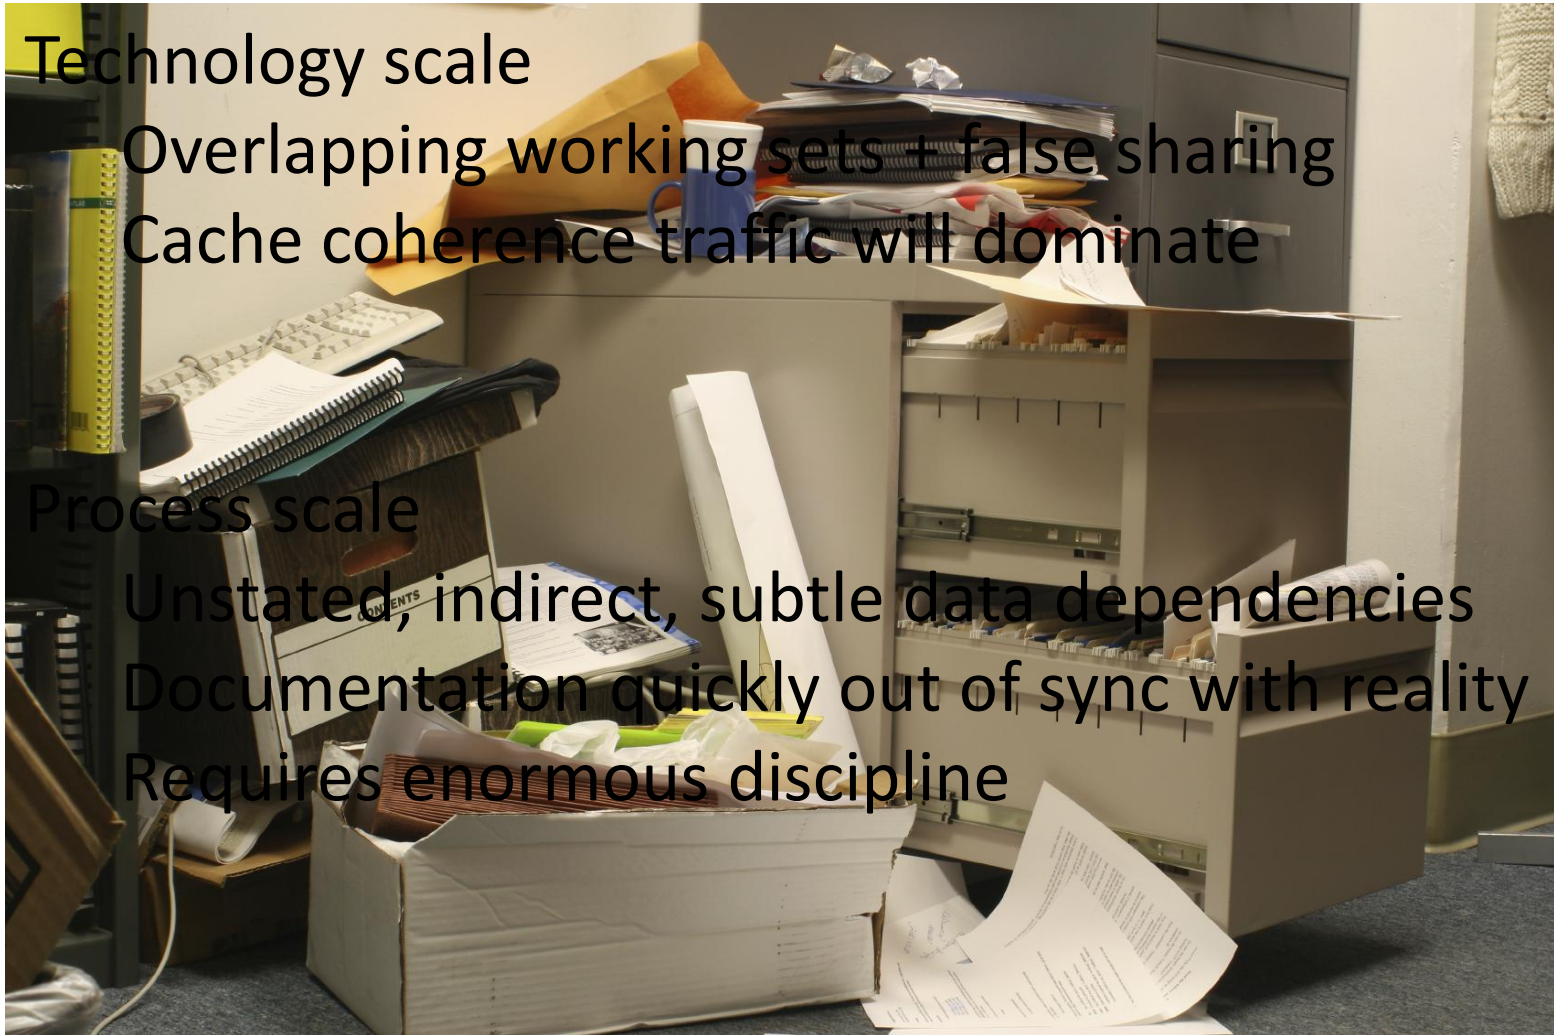 Technology scale
Overlapping working sets + false sharing
Cache coherence traffic will dominate
Process scale
Unstated, indirect, subtle data dependencies
CONTENTS
Documentation quickly out of sync with reality
Requires enormous discipline